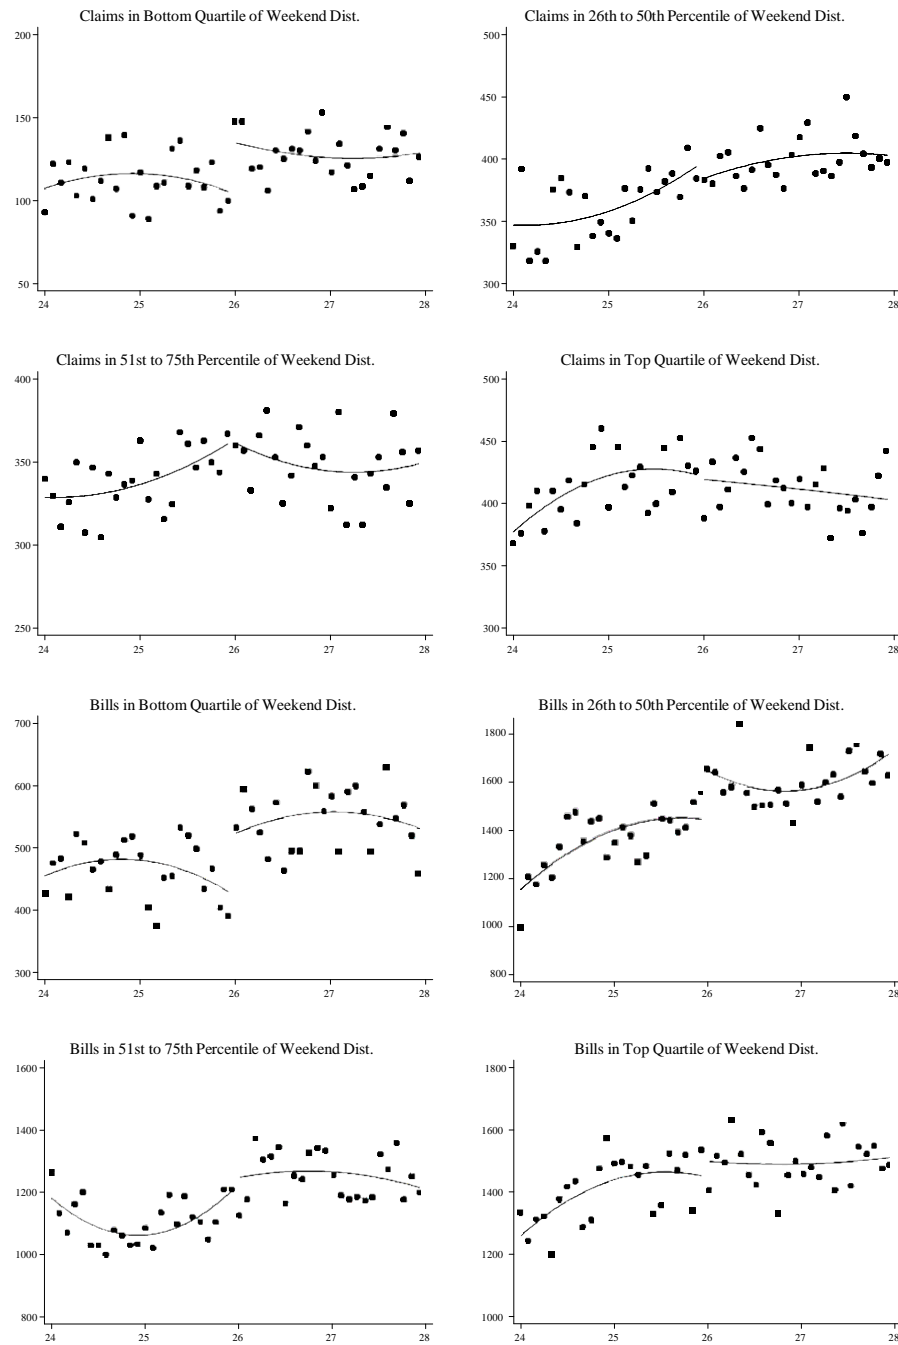 Claims in Bottom Quartile of Weekend Dist.
200
150
100
50
24 25 26 27 28
Claims in 26th to 50th Percentile of Weekend Dist.
500
450
400
350
300
24 25 26 27 28
Claims in 51st to 75th Percentile of Weekend Dist.
400
350
300
250
24 25 26 27 28
Claims in Top Quartile of Weekend Dist.
500
450
400
350
300
24 25 26 27 28
Bills in Bottom Quartile of Weekend Dist.
700
600
500
400
300
24 25 26 27 28
Bills in 26th to 50th Percentile of Weekend Dist.
1800
1600
1400
1200
1000
800
24 25 26 27 28
Bills in 51st to 75th Percentile of Weekend Dist.
1600
1400
1200
1000
800
24 25 26 27 28
Bills in Top Quartile of Weekend Dist.
1800
1600
1400
1200
1000
24 25 26 27 28